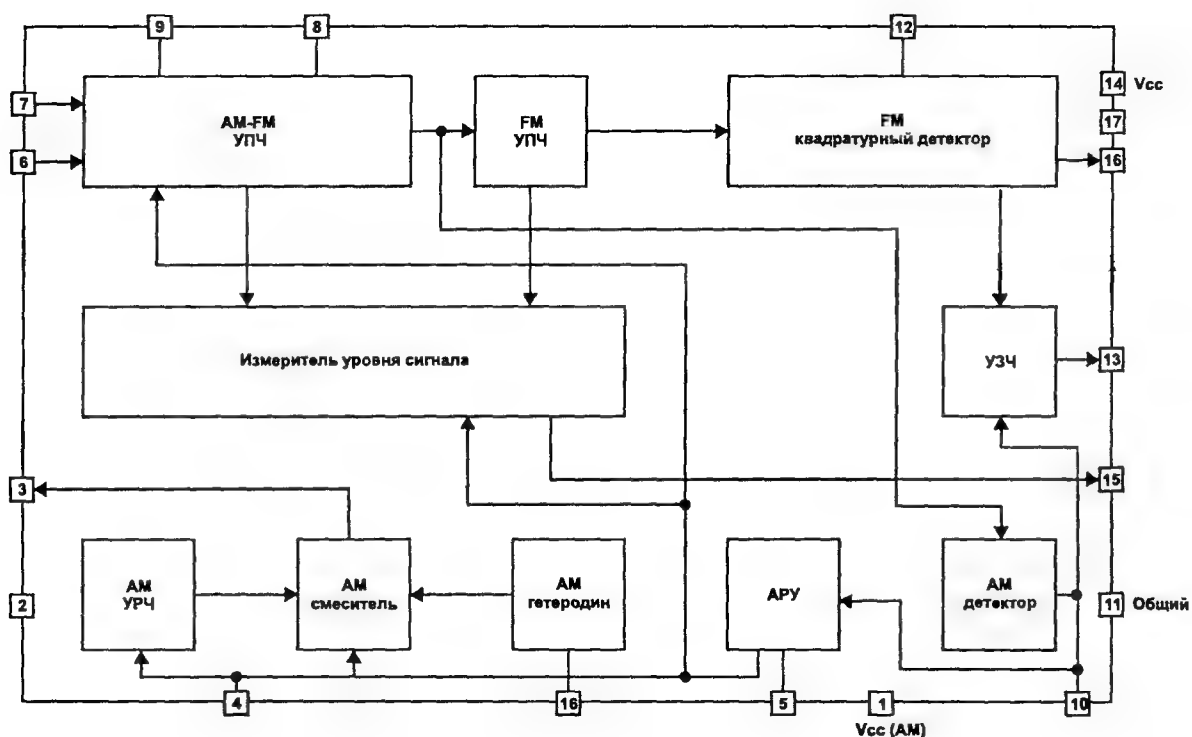 9
8
12
14
Vcc
7
17
AM-FM
УПЧ
FM
УПЧ
FM
квадратурный детектор
6
16
Измеритель уровня сигнала
УЗЧ
13
3
15
AM
УРЧ
AM
смеситель
AM
гетеродин
АРУ
AM
детектор
2
11
Общий
4
16
5
1
10
Vcc (AM)